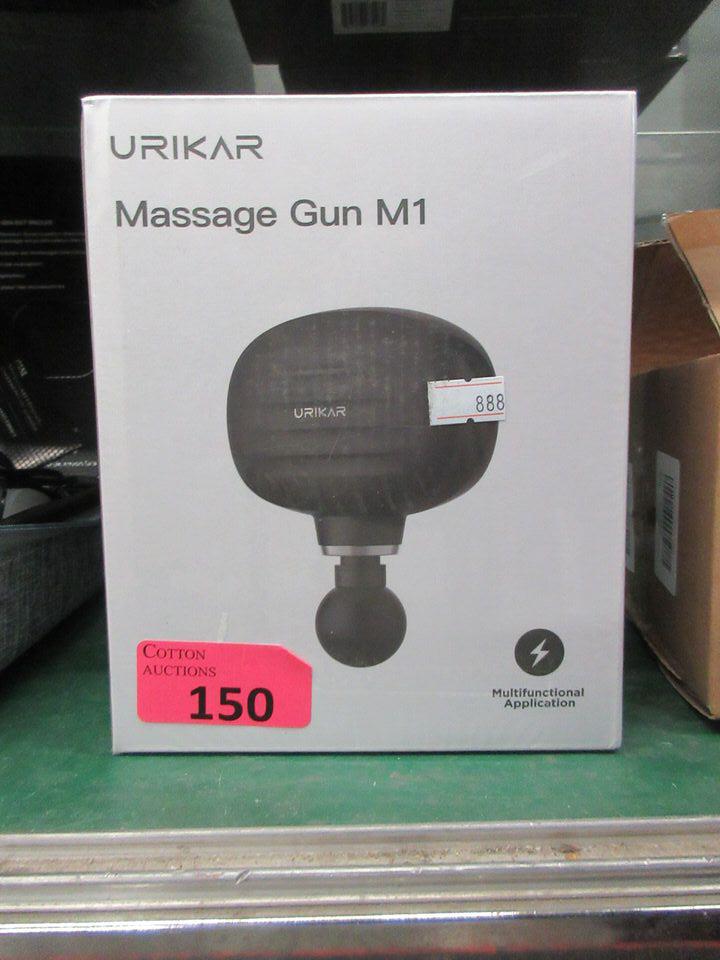 URIKAR
Massage Gun M1
URIKAR
888
COTTON
AUCTIONS
150
Multifunctional
Application